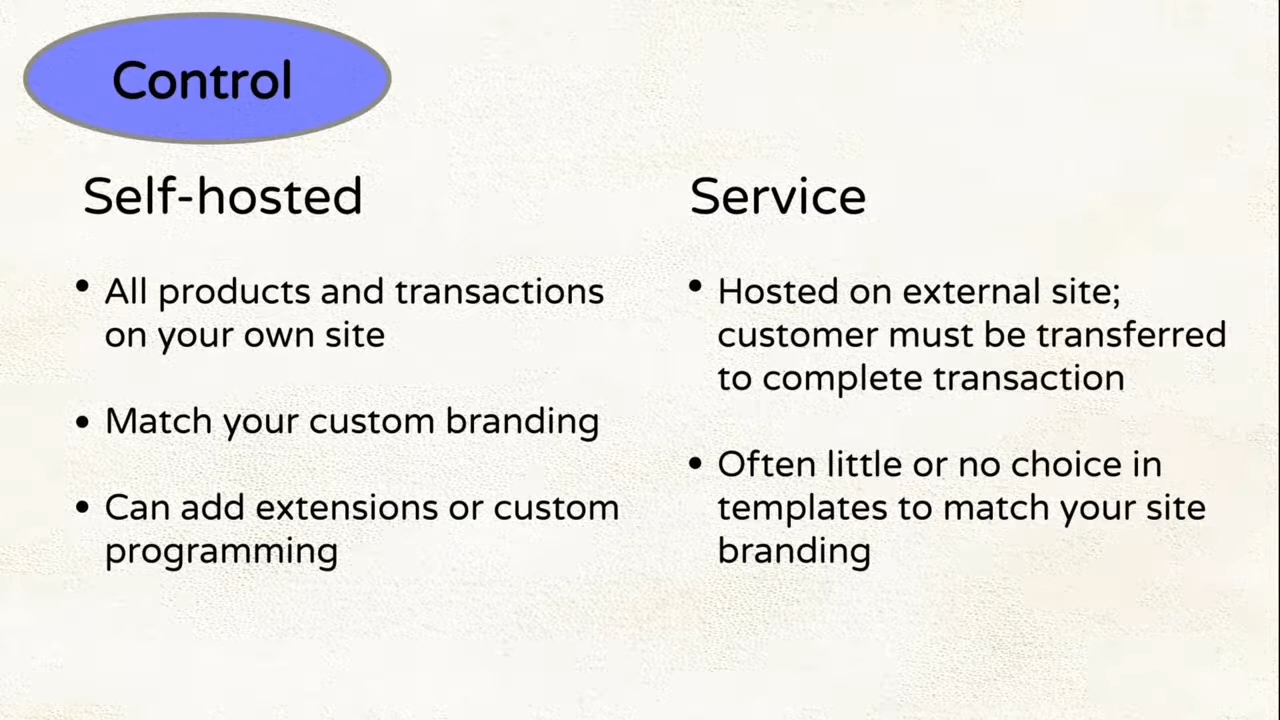 Control
Self-hosted
• All products and transactions
on your own site
• Match your custom branding
• Can add extensions or custom
programming
Service
• Hosted on external site;
customer must be transferred
to complete transaction
• Often little or no choice in
templates to match your site
branding